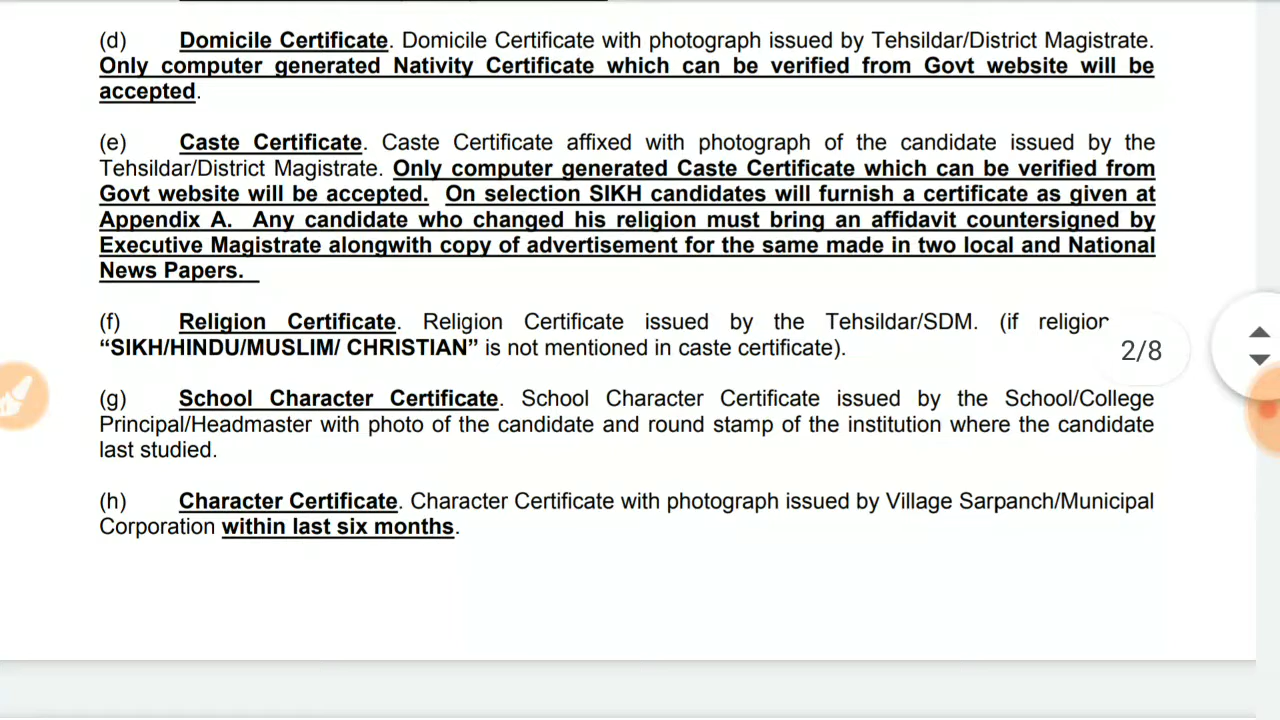 (d) Domicile Certificate. Domicile Certificate with photograph issued by Tehsildar/District Magistrate.
Only computer generated Nativity Certificate which can be verified from Govt website will be
accepted.
(e) Caste Certificate. Caste Certificate affixed with photograph of the candidate issued by the
Tehsildar/District Magistrate. Only computer generated Caste Certificate which can be verified from
Govt website will be accepted. On selection SIKH candidates will furnish a certificate as given at
Appendix A. Any candidate who changed his religion must bring an affidavit countersigned by
Executive Magistrate alongwith copy of advertisement for the same made in two local and National
News Papers.
(f) Religion Certificate. Religion Certificate issued by the Tehsildar/SDM. (if religion
“SIKH/HINDU/MUSLIM/ CHRISTIAN” is not mentioned in caste certificate).
2/8
(g) School Character Certificate. School Character Certificate issued by the School/College
Principal/Headmaster with photo of the candidate and round stamp of the institution where the candidate
last studied.
(h) Character Certificate. Character Certificate with photograph issued by Village Sarpanch/Municipal
Corporation within last six months.